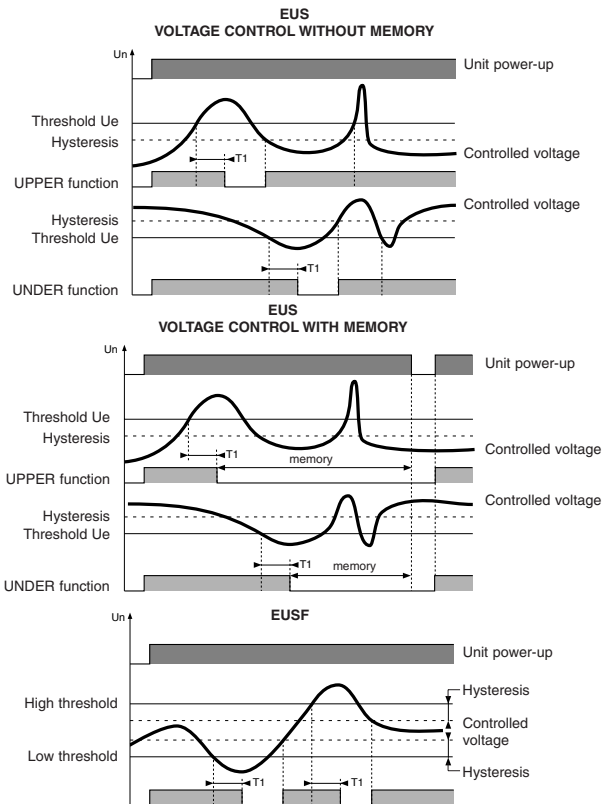 EUS
VOLTAGE CONTROL WITHOUT MEMORY
Un
Unit power-up
Threshold Ue
Hysteresis
Controlled voltage
T1
UPPER function
Controlled voltage
Hysteresis
Threshold Ue
T1
UNDER function
EUS
VOLTAGE CONTROL WITH MEMORY
Un
Unit power-up
Threshold Ue
Hysteresis
Controlled voltage
T1
memory
UPPER function
Controlled voltage
Hysteresis
Threshold Ue
T1
memory
UNDER function
EUSF
Un
Unit power-up
High threshold
Hysteresis
Controlled
voltage
Low threshold
Hysteresis
T1
T1